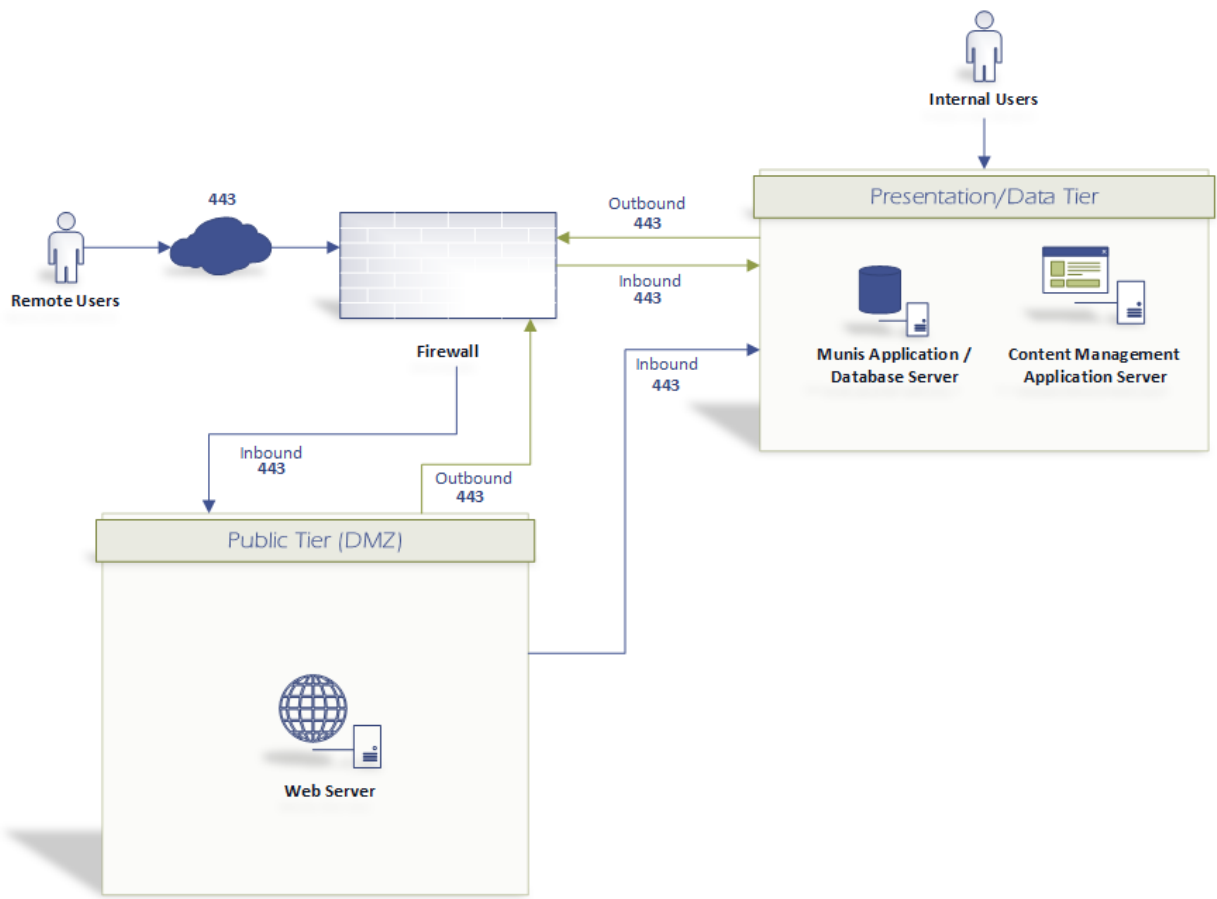 Internal Users
Presentation/Data Tier
443
Outbound
443
Inbound
443
Remote Users
Firewall
Munis Application /
Database Server
Content Management
Application Server
Inbound
443
Inbound
443
Outbound
443
Public Tier (DMZ)
Web Server